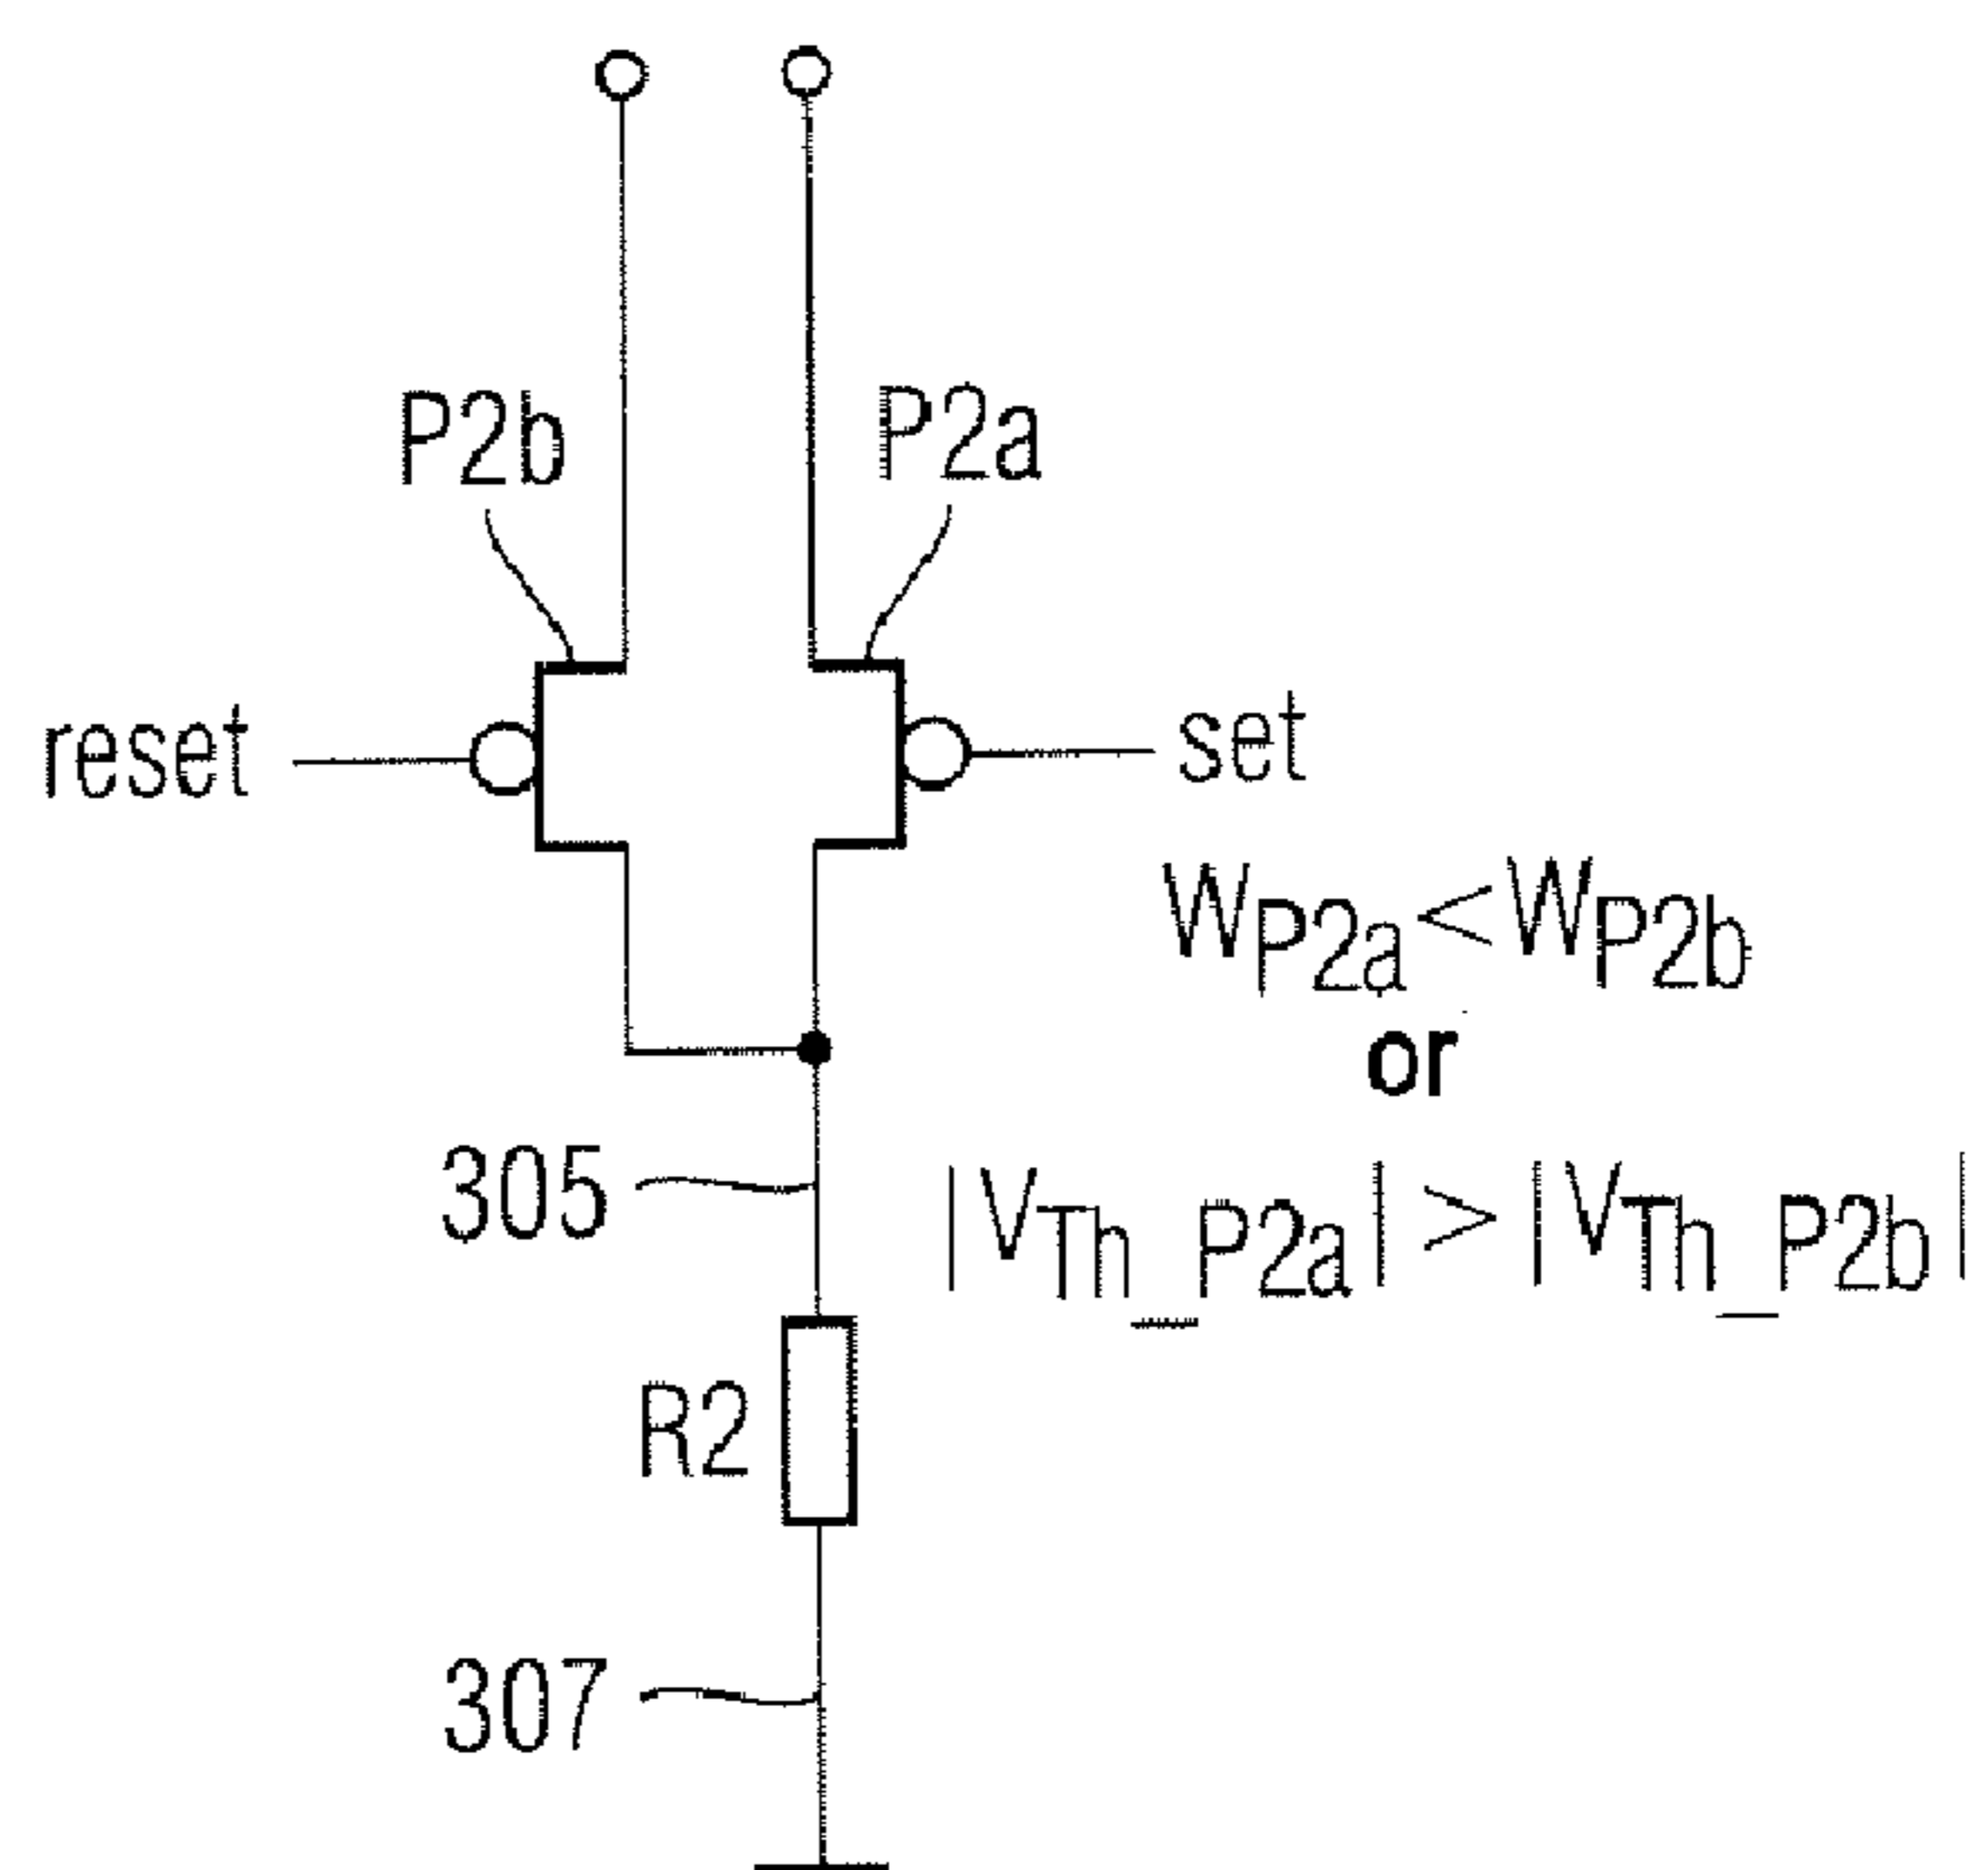 P2b P2a
reset
set
WP2a<WP2b
or
305
|VTh_P2a|>|VTh_P2b|
R2
307